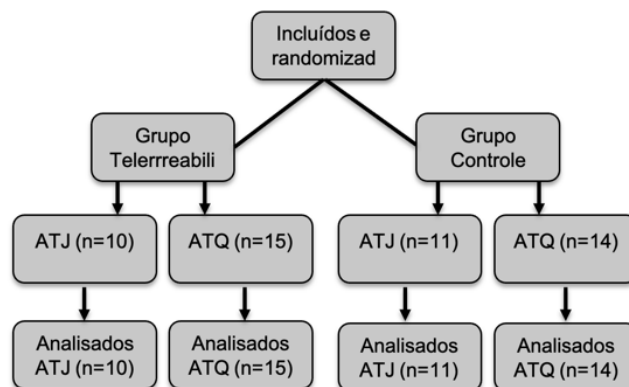 Incluídos e
randomizad
Grupo
Telerrreabili
Grupo
Controle
ATJ (n=10)
ATQ (n=15)
ATJ (n=11)
ATQ (n=14)
Analisados
ATJ (n=10)
Analisados
ATQ (n=15)
Analisados
ATJ (n=11)
Analisados
ATQ (n=14)